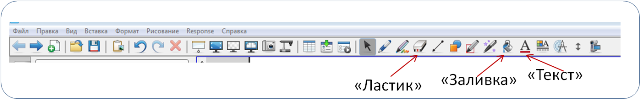 Файл Правка Вид Вставка Формат Рисование Response Справка
A
«Ластик» «Заливка» «Текст»